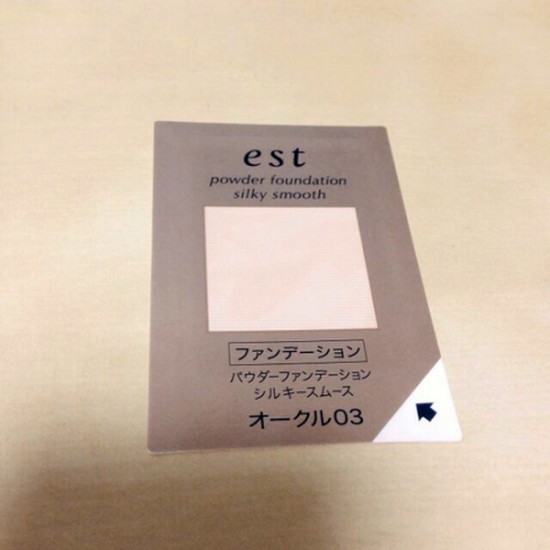 est
powder foundation
silky smooth
ファンデーション
パウダーファンデーション
シルキースムース
オークル03